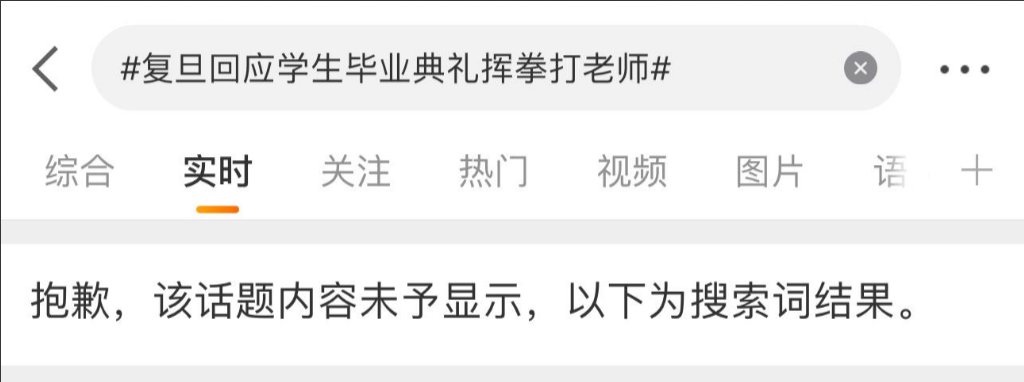 #复旦回应学生毕业典礼挥拳打老师#
综合 实时 关注 热门 视频 图片 语
抱歉，该话题内容未予显示，以下为搜索词结果。